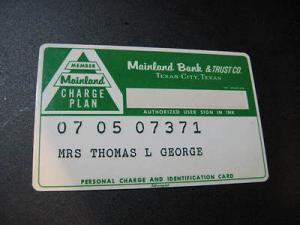 MEMBER
Mainland
CHARGE
PLAN
Mainland Bank & TRUST CO.
TEXAS CITY, TEXAS
AUTHORIZED USER SIGN IN INK
07 05 07371
MRS THOMAS L GEORGE
PERSONAL CHARGE AND IDENTIFICATION CARD